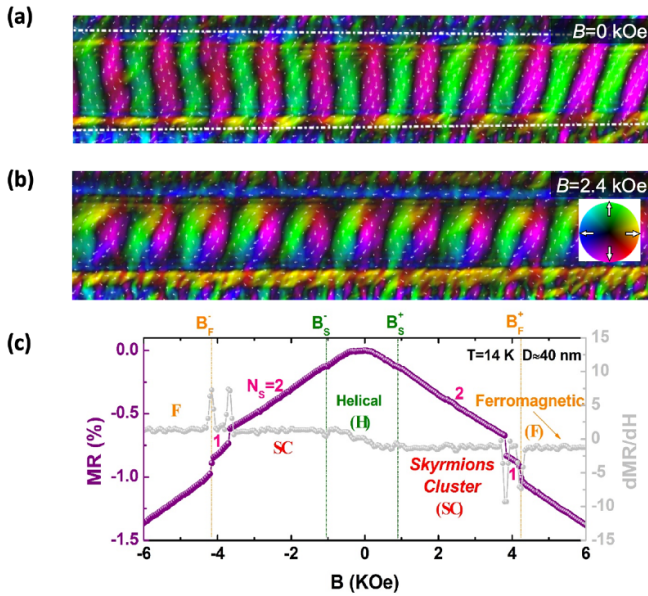 (a)
B=0 kOe
(b)
B=2.4 kOe
B_F^-
B_S^-
B_S^+
B_F^+
(c)
T=14 K D≈40 nm
0.0
-0.5
-1.0
-1.5
MR (%)
15
10
5
0
-5
-10
-15
dMR/dH
N_S=2
2
Helical
(H)
Ferromagnetic
(F)
F
1
SC
Skyrmions
Cluster
(SC)
1
-6 -4 -2 0 2 4 6
B (KOe)